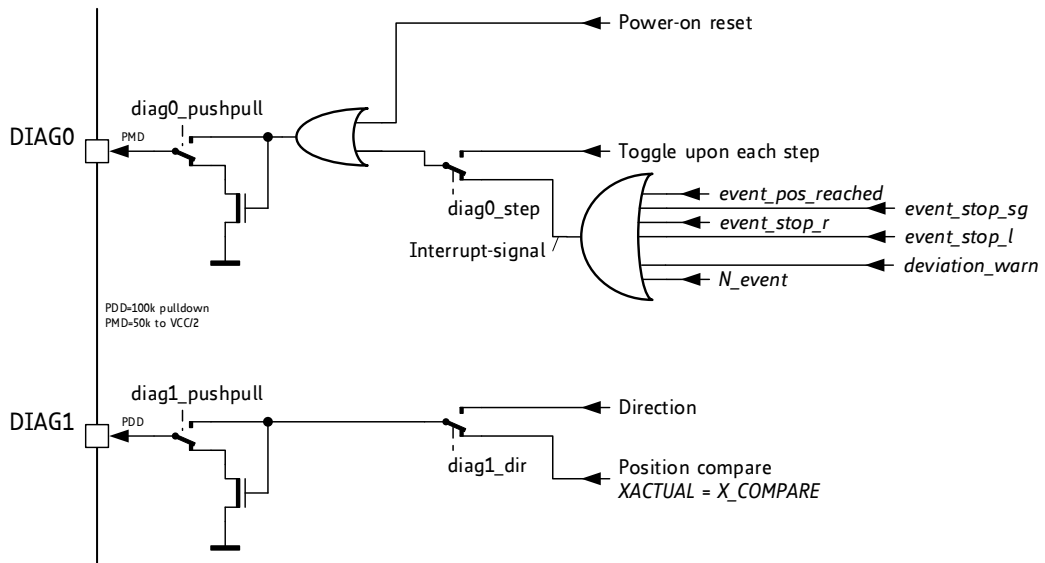 Power-on reset
diag0_pushpull
DIAG0
PMD
Toggle upon each step
event_pos_reached
diag0_step
event_stop_sg
event_stop_r
Interrupt-signal
event_stop_l
deviation_warn
N_event
PDD=100k pulldown
PMD=50k to VCC/2
diag1_pushpull
DIAG1
PDD
Direction
diag1_dir
Position compare
XACTUAL = X_COMPARE